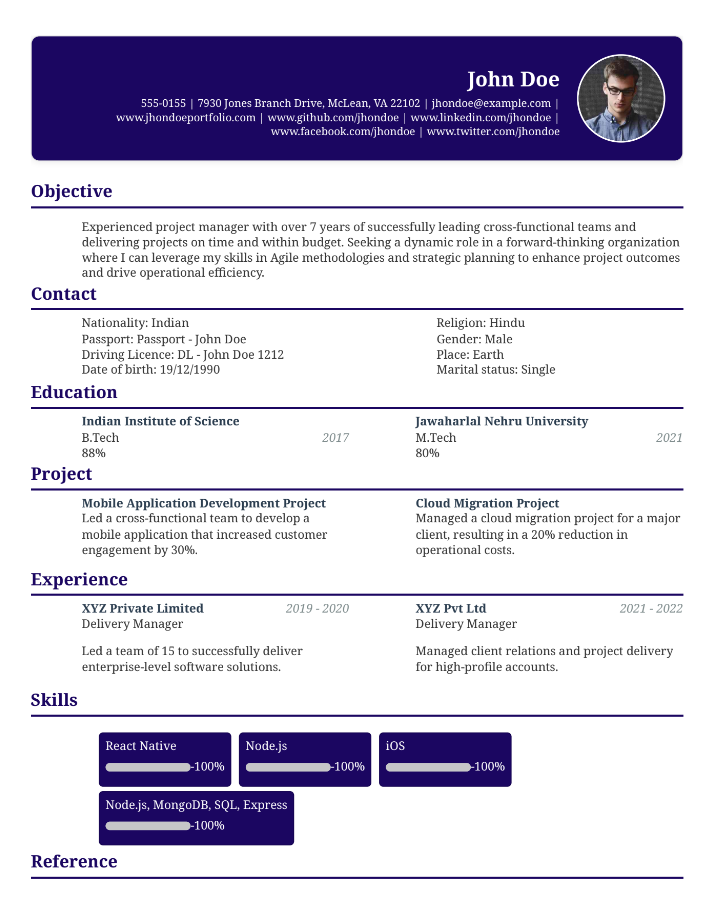 John Doe
555-0155 | 7930 Jones Branch Drive, McLean, VA 22102 | jhondoe@example.com |
www.jhondoeportfolio.com | www.github.com/jhondoe | www.linkedin.com/jhondoe |
www.facebook.com/jhondoe | www.twitter.com/jhondoe
Objective
Experienced project manager with over 7 years of successfully leading cross-functional teams and
delivering projects on time and within budget. Seeking a dynamic role in a forward-thinking organization
where I can leverage my skills in Agile methodologies and strategic planning to enhance project outcomes
and drive operational efficiency.
Contact
Nationality: Indian
Passport: Passport - John Doe
Driving Licence: DL - John Doe 1212
Date of birth: 19/12/1990
Religion: Hindu
Gender: Male
Place: Earth
Marital status: Single
Education
Indian Institute of Science
B.Tech 2017
88%
Jawaharlal Nehru University
M.Tech 2021
80%
Project
Mobile Application Development Project
Led a cross-functional team to develop a
mobile application that increased customer
engagement by 30%.
Cloud Migration Project
Managed a cloud migration project for a major
client, resulting in a 20% reduction in
operational costs.
Experience
XYZ Private Limited 2019 - 2020
Delivery Manager
Led a team of 15 to successfully deliver
enterprise-level software solutions.
XYZ Pvt Ltd 2021 - 2022
Delivery Manager
Managed client relations and project delivery
for high-profile accounts.
Skills
React Native
-100%
Node.js
-100%
iOS
-100%
Node.js, MongoDB, SQL, Express
-100%
Reference